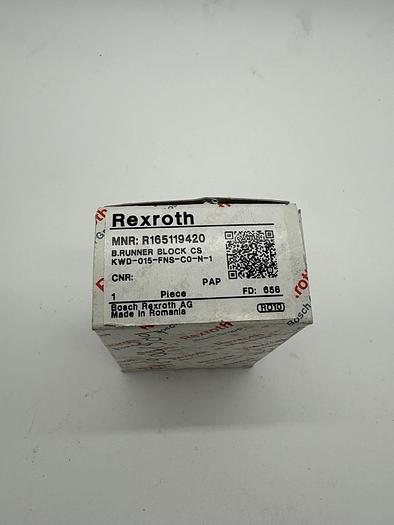 Rexroth
MNR: R165119420
B.RUNNER BLOCK CS
KWD-015-FNS-C0-N-1
CNR:
PAP
1 Piece FD: 658
Bosch Rexroth AG
Made in Romania
RO10